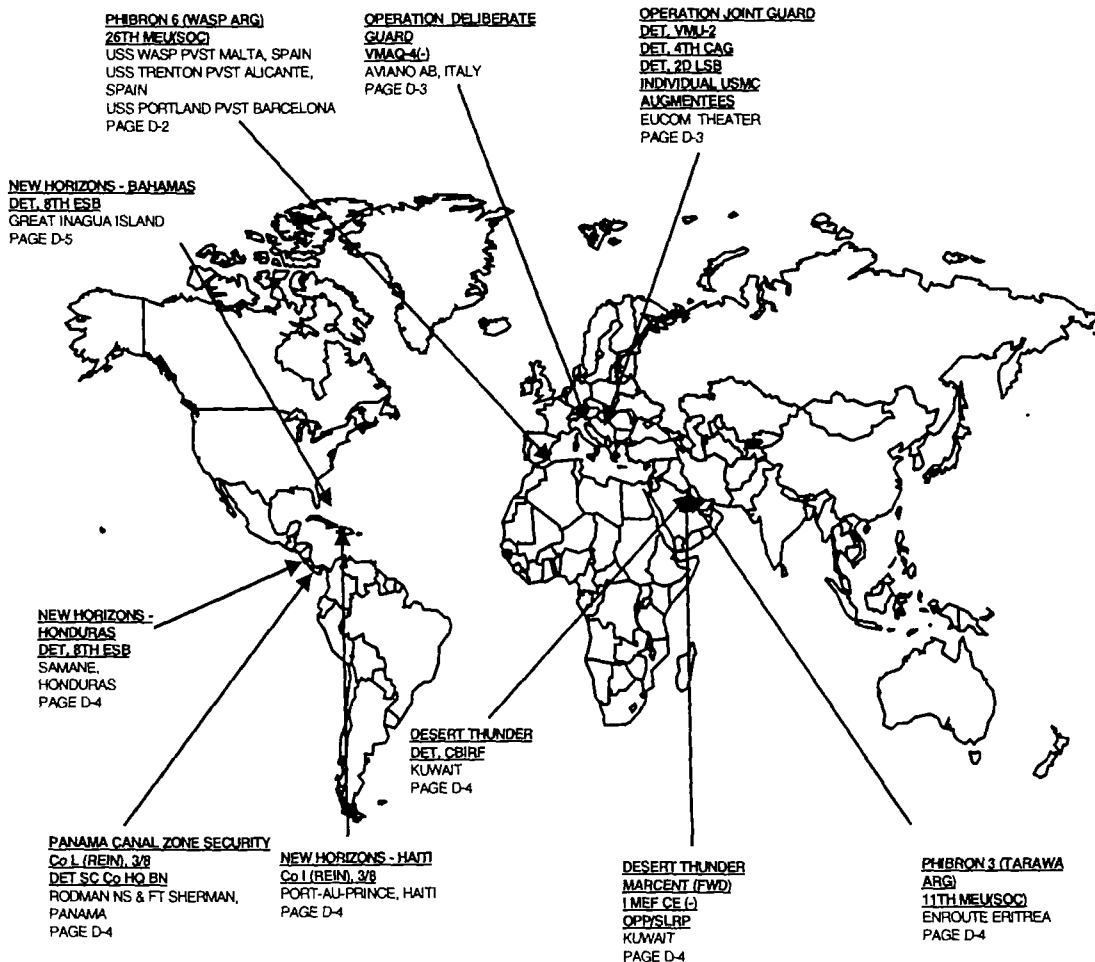 PHIBRON 6 (WASP ARG)
26TH MEU(SOC)
USS WASP PVST MALTA, SPAIN
USS TRENTON PVST ALICANTE,
SPAIN
USS PORTLAND PVST BARCELONA
PAGE D-2
OPERATION DELIBERATE
GUARD
VMAQ-4(-)
AVIANO AB, ITALY
PAGE D-3
OPERATION JOINT GUARD
DET, VMU-2
DET, 4TH CAG
DET, 2D LSB
INDIVIDUAL USMC
AUGMENTEES
EUCOM THEATER
PAGE D-3
NEW HORIZONS - BAHAMAS
DET, 8TH ESB
GREAT INAGUA ISLAND
PAGE D-5
NEW HORIZONS -
HONDURAS
DET, 8TH ESB
SAMANE,
HONDURAS
PAGE D-4
DESERT THUNDER
DET, CBIRF
KUWAIT
PAGE D-4
PANAMA CANAL ZONE SECURITY
Co L (REIN), 3/8
DET SC Co HQ BN
RODMAN NS & FT SHERMAN,
PANAMA
PAGE D-4
NEW HORIZONS - HAITI
Co I (REIN), 3/8
PORT-AU-PRINCE, HAITI
PAGE D-4
DESERT THUNDER
MARCENT (FWD)
I MEF CE (-)
OPP/SLRP
KUWAIT
PAGE D-4
PHIBRON 3 (TARAWA
ARG)
11TH MEU(SOC)
ENROUTE ERITREA
PAGE D-4